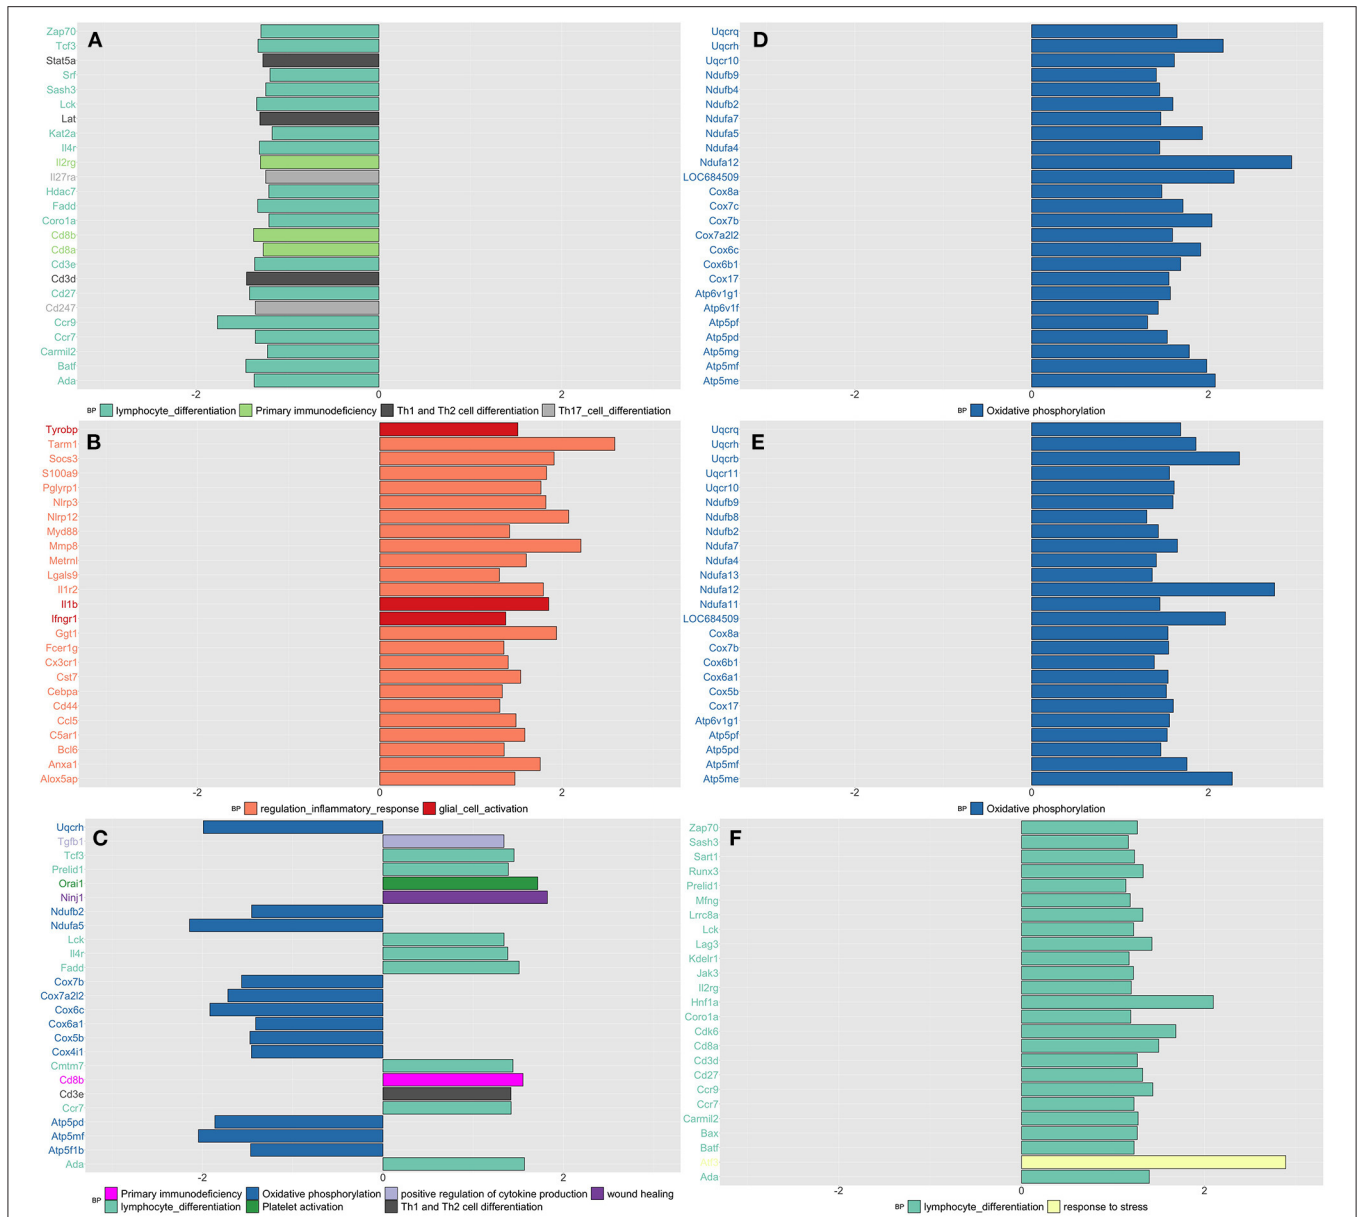 A
Zap70
Tcf3
Stat5a
Srf
Sash3
Lck
Lat
Kat2a
Il4r
Il2rg
Il27ra
Hdac7
Fadd
Coro1a
Cd8b
Cd8a
Cd3e
Cd3d
Cd27
Cd247
Ccr9
Ccr7
Carmil2
Batf
Ada
-2 0 2
BP lymphocyte_differentiation Primary immunodeficiency Th1 and Th2 cell differentiation Th17_cell_differentiation
B
Tyrobp
Tarm1
Socs3
S100a9
Pglyrp1
Nlrp3
Nlrp12
Myd88
Mmp8
Metrnl
Lgals9
Il1r2
Il1b
Ifngr1
Ggt1
Fcer1g
Cx3cr1
Cst7
Cebpa
Cd44
Ccl5
C5ar1
Bcl6
Anxa1
Alox5ap
-2 0 2
BP regulation_inflammatory_response glial_cell_activation
C
Uqcrh
Tgfb1
Tcf3
Prelid1
Orai1
Ninj1
Ndufb2
Ndufa5
Lck
Il4r
Fadd
Cox7b
Cox7a2l2
Cox6c
Cox6a1
Cox5b
Cox4i1
Cmtm7
Cd8b
Cd3e
Ccr7
Atp5pd
Atp5mf
Atp5f1b
Ada
-2 0 2
BP Primary immunodeficiency Oxidative phosphorylation positive regulation of cytokine production wound healing
lymphocyte_differentiation Platelet activation Th1 and Th2 cell differentiation
D
Uqcrq
Uqcrh
Uqcr10
Ndufb9
Ndufb4
Ndufb2
Ndufa7
Ndufa5
Ndufa4
Ndufa12
LOC684509
Cox8a
Cox7c
Cox7b
Cox7a2l2
Cox6c
Cox6b1
Cox17
Atp6v1g1
Atp6v1f
Atp5pf
Atp5pd
Atp5mg
Atp5mf
Atp5me
-2 0 2
BP Oxidative phosphorylation
E
Uqcrq
Uqcrh
Uqcrb
Uqcr11
Uqcr10
Ndufb9
Ndufb8
Ndufb2
Ndufa7
Ndufa4
Ndufa13
Ndufa12
Ndufa11
LOC684509
Cox8a
Cox7b
Cox6b1
Cox6a1
Cox5b
Cox17
Atp6v1g1
Atp5pf
Atp5pd
Atp5mf
Atp5me
-2 0 2
BP Oxidative phosphorylation
F
Zap70
Sash3
Sart1
Runx3
Prelid1
Mfng
Lrrc8a
Lck
Lag3
Kdelr1
Jak3
Il2rg
Hnf1a
Coro1a
Cdk6
Cd8a
Cd3d
Cd27
Ccr9
Ccr7
Carmil2
Bax
Batf
Ada
-2 0 2
BP lymphocyte_differentiation response to stress